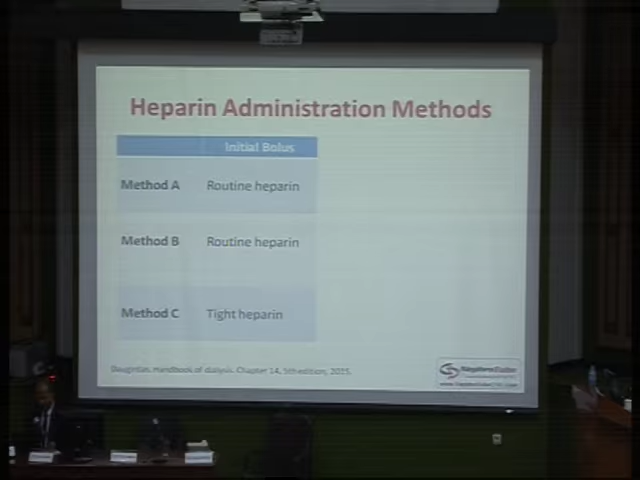 Heparin Administration Methods
Initial Bolus
Method A Routine heparin
Method B Routine heparin
Method C Tight heparin
Daugirdas. Handbook of dialysis. Chapter 14, 5th edition, 2015.